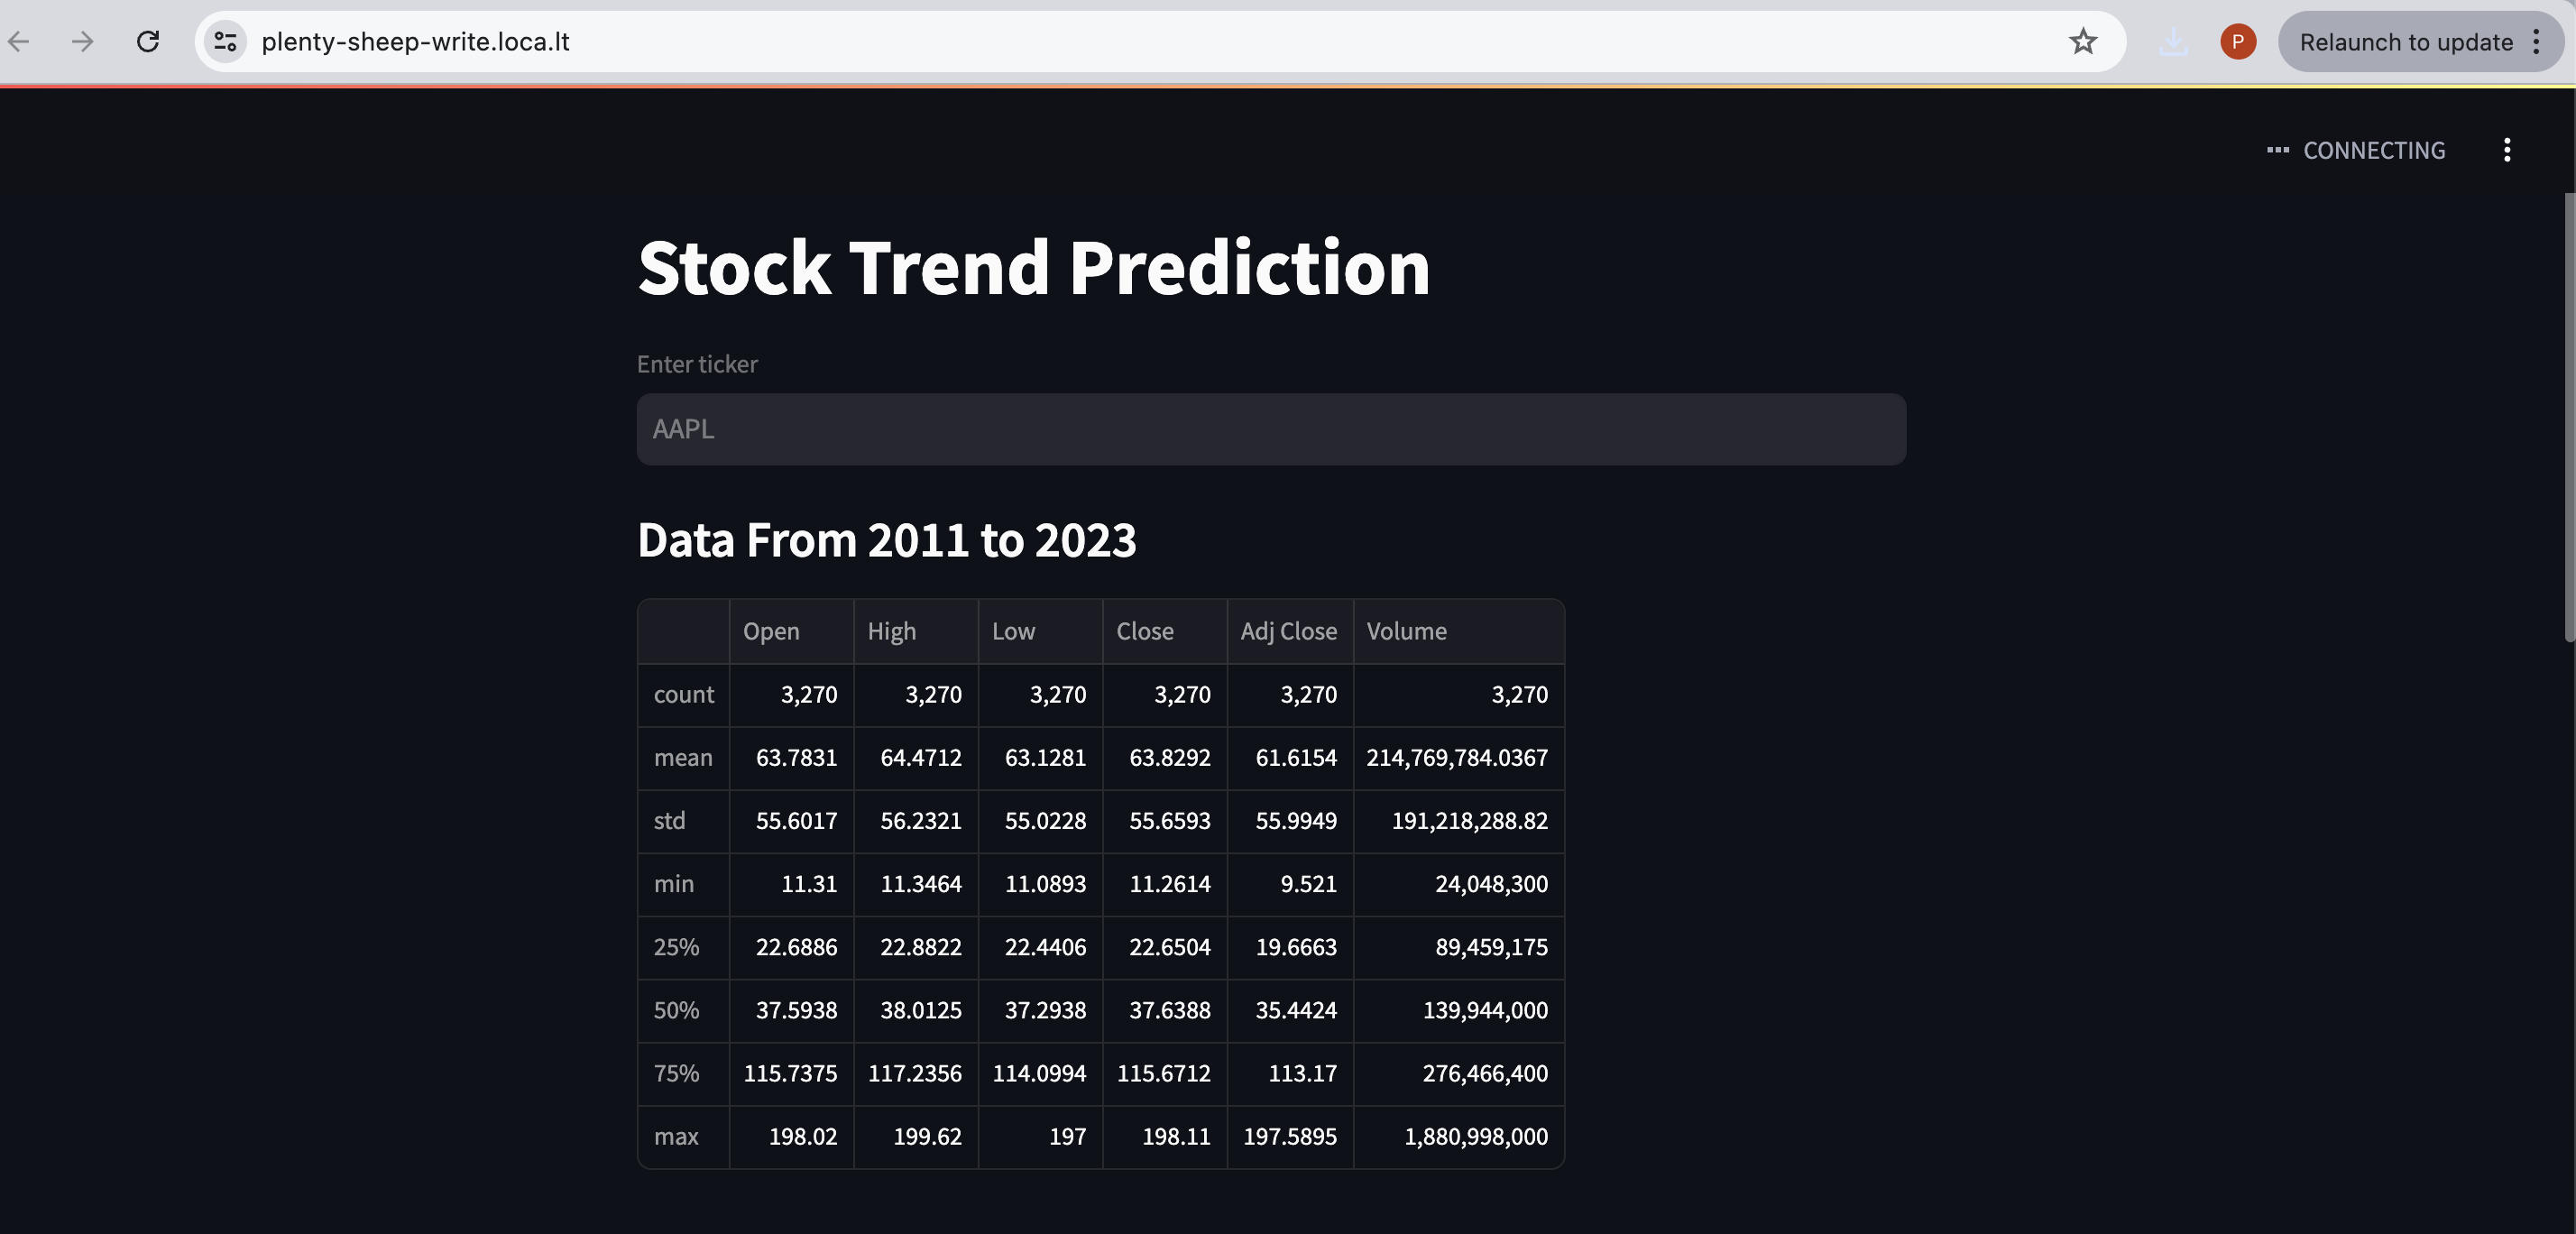 plenty-sheep-write.loca.lt
P
Relaunch to update
CONNECTING
Stock Trend Prediction
Enter ticker
AAPL
Data From 2011 to 2023
Open High Low Close Adj Close Volume
count 3,270 3,270 3,270 3,270 3,270 3,270
mean 63.7831 64.4712 63.1281 63.8292 61.6154 214,769,784.0367
std 55.6017 56.2321 55.0228 55.6593 55.9949 191,218,288.82
min 11.31 11.3464 11.0893 11.2614 9.521 24,048,300
25% 22.6886 22.8822 22.4406 22.6504 19.6663 89,459,175
50% 37.5938 38.0125 37.2938 37.6388 35.4424 139,944,000
75% 115.7375 117.2356 114.0994 115.6712 113.17 276,466,400
max 198.02 199.62 197 198.11 197.5895 1,880,998,000